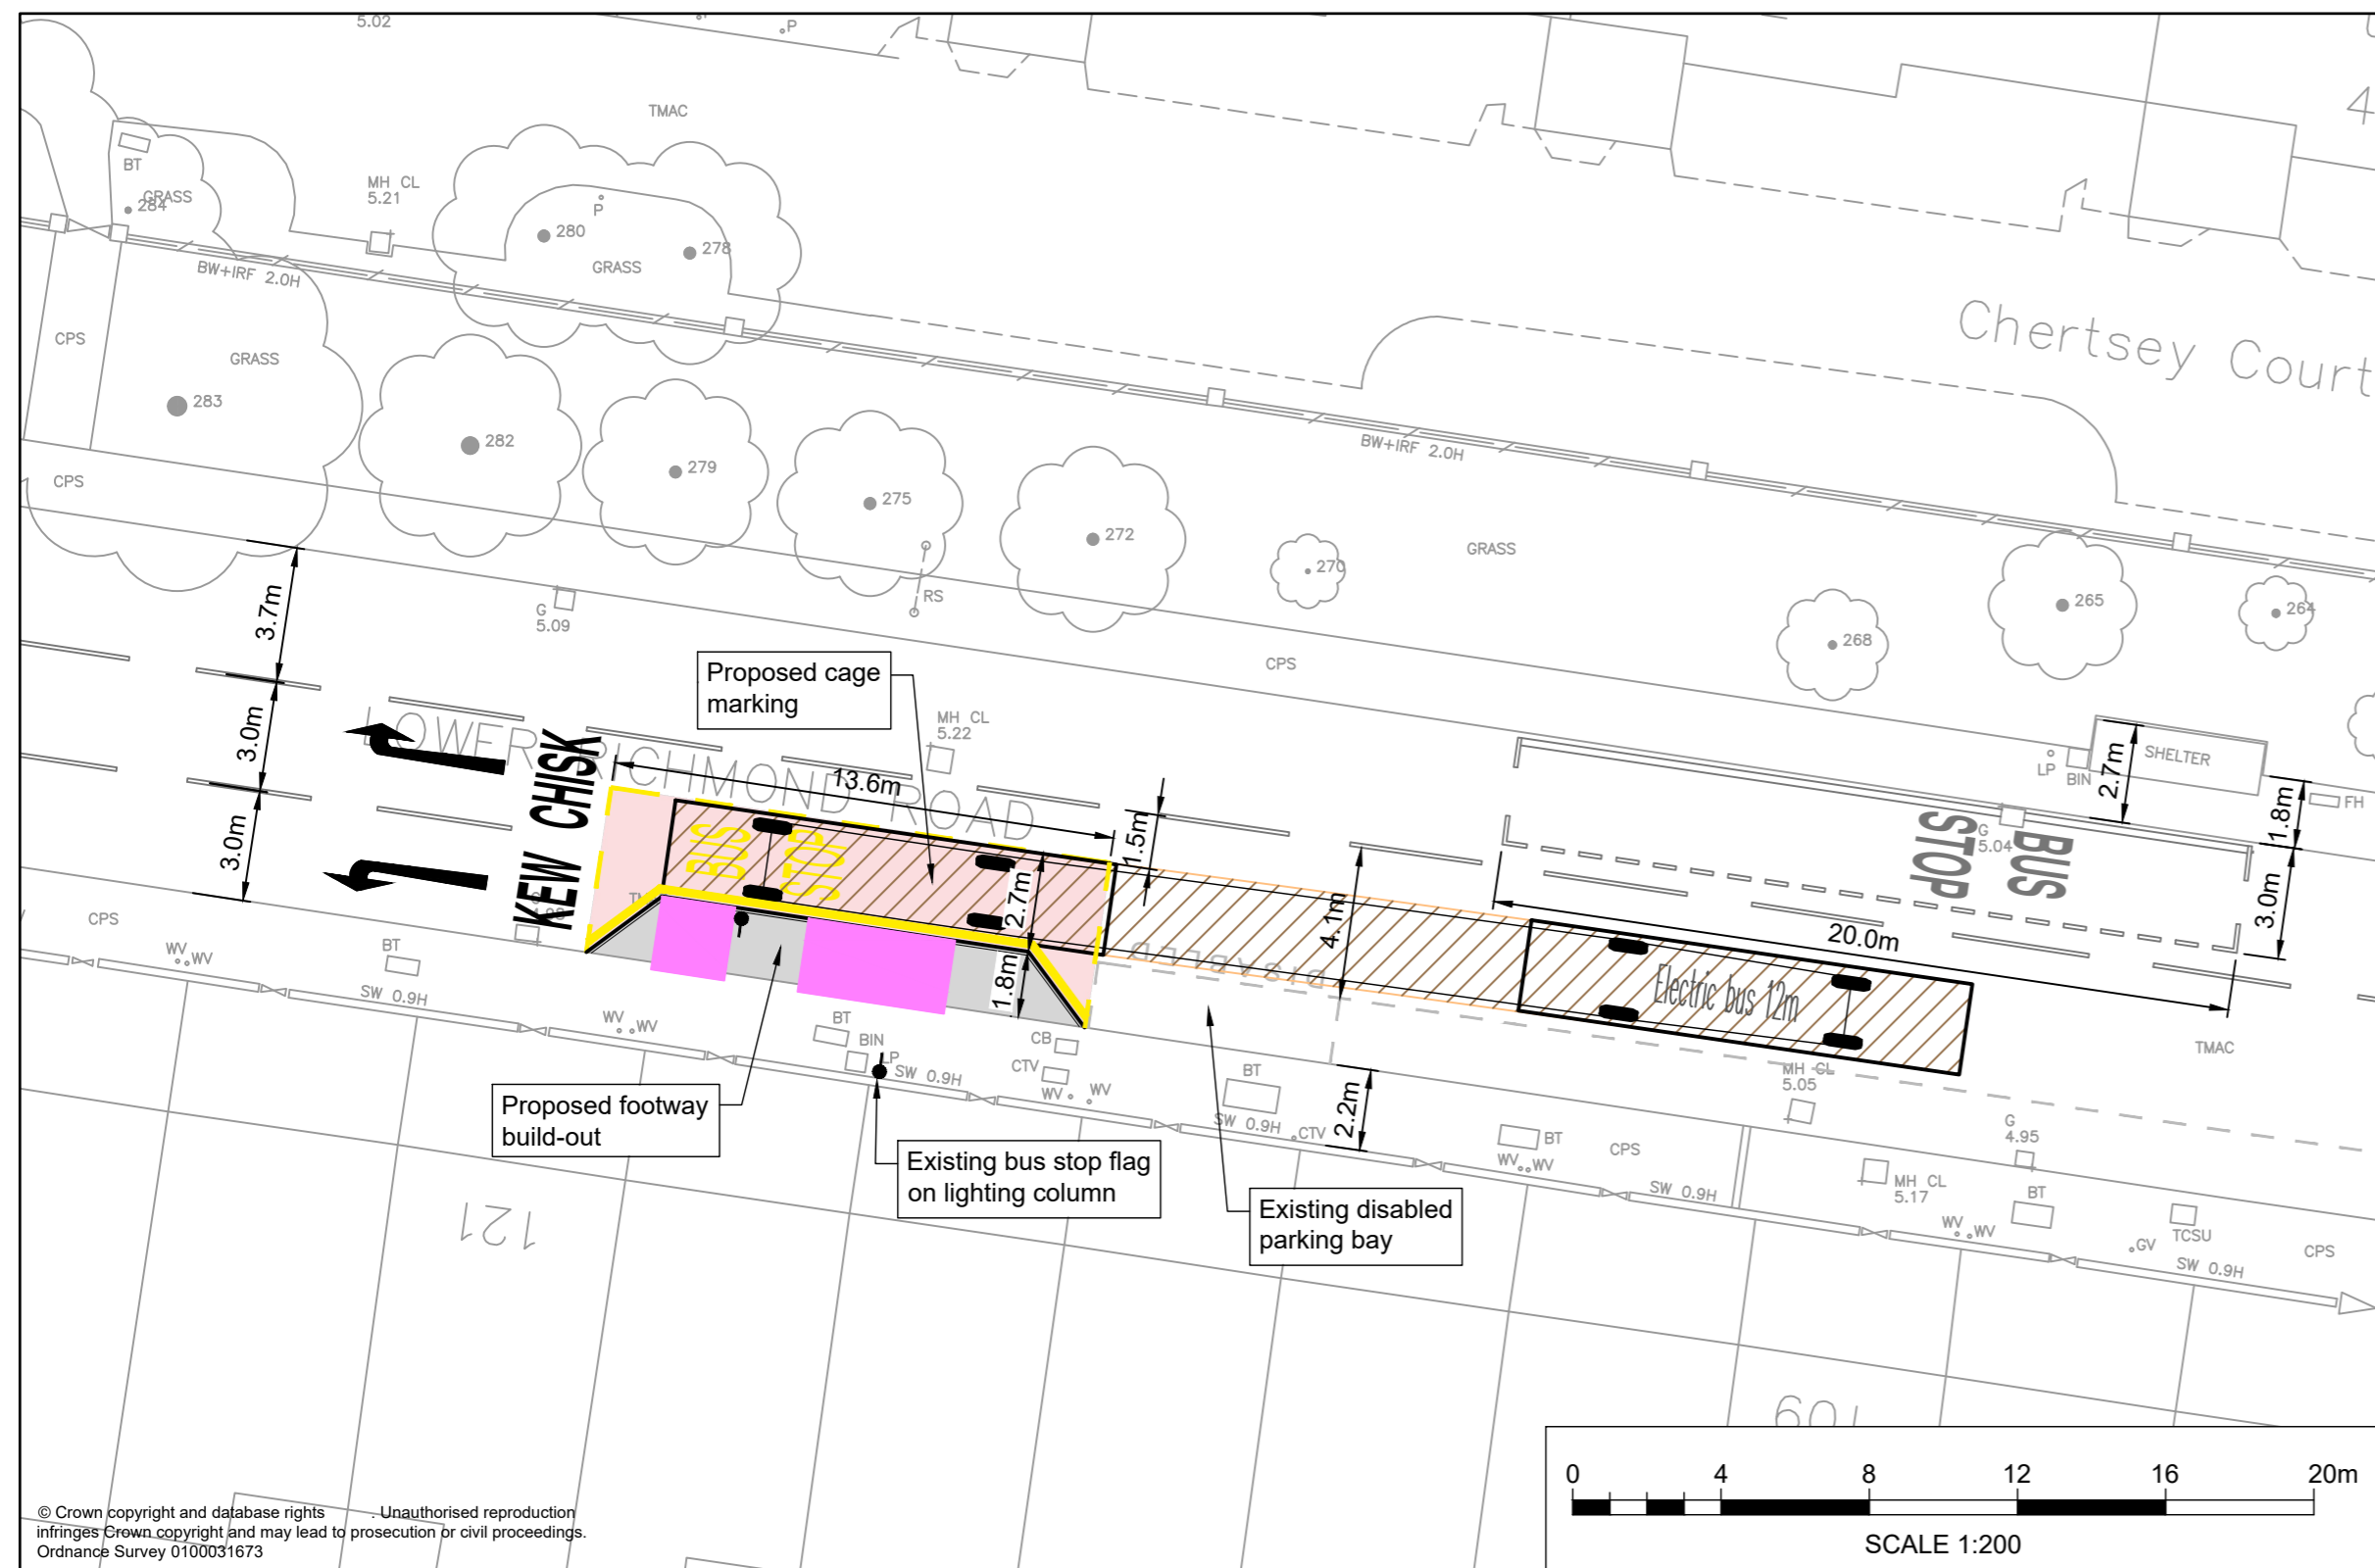 5.02
P
TMAC
BT
GRASS
284
MH CL
5.21
P
280
278
GRASS
BW+IRF 2.0H
CPS
GRASS
283
282
279
275
272
270
GRASS
BW+IRF 2.0H
Chertsey Court
CPS
RS
G
5.09
CPS
268
265
264
3.7m
3.0m
3.0m
LOWER RICHMOND ROAD
KEW CHISK
Proposed cage
marking
MH CL
5.22
13.6m
1.5m
BUS
STOP
2.7m
1.8m
4.1m
DISABLED
20.0m
Electric bus 12m
BUS
STOP
G
5.04
LP
BIN
SHELTER
2.7m
1.8m
3.0m
FH
TMAC
CPS
WV
WV
BT
SW 0.9H
WV
WV
BT
BIN
LP
SW 0.9H
CB
CTV
WV
WV
BT
SW 0.9H
CTV
2.2m
MH CL
5.05
BT
WV
WV
CPS
SW 0.9H
G
4.95
MH CL
5.17
BT
WV
WV
GV
TCSU
CPS
SW 0.9H
Proposed footway
build-out
Existing bus stop flag
on lighting column
Existing disabled
parking bay
121
109
0 4 8 12 16 20m
SCALE 1:200
© Crown copyright and database rights . Unauthorised reproduction
infringes Crown copyright and may lead to prosecution or civil proceedings.
Ordnance Survey 0100031673